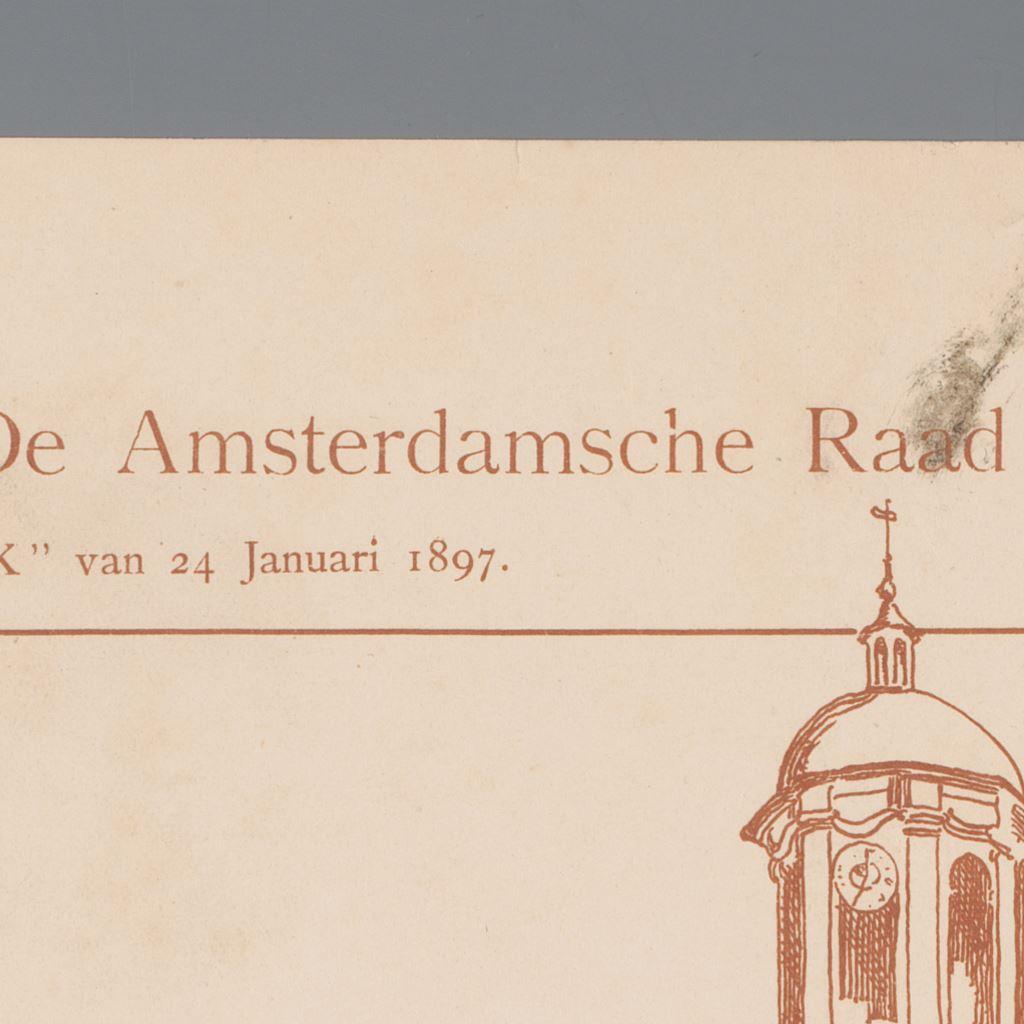 De Amsterdamsche Raad
K” van 24 Januari 1897.